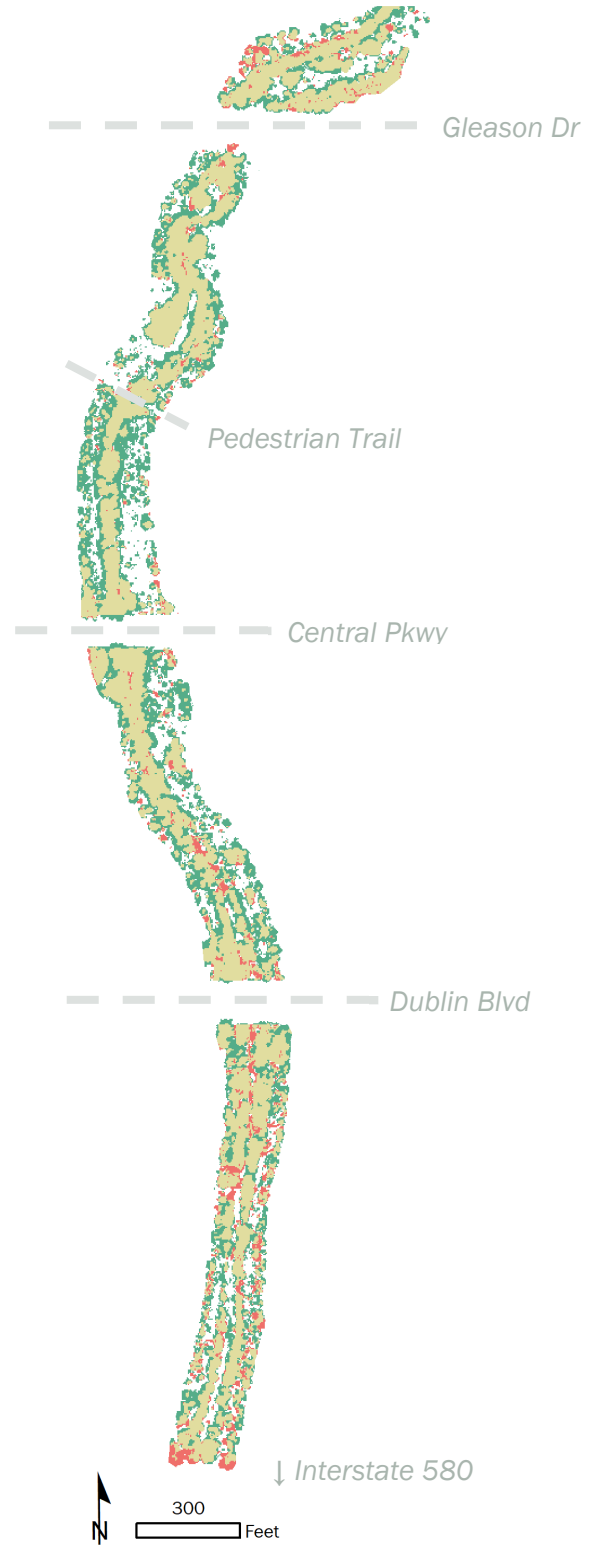 Gleason Dr
Pedestrian Trail
Central Pkwy
Dublin Blvd
↓ Interstate 580
300
N
Feet